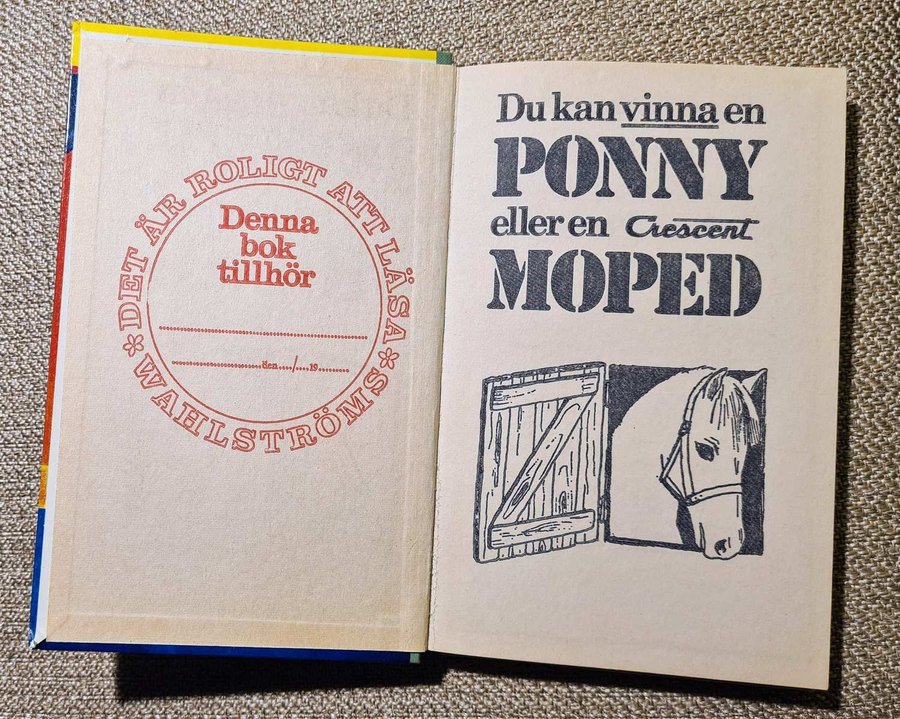 DET ÄR ROLIGT ATT LÄSA * WAHLSTRÖMS *
Denna
bok
tillhör
den..../....19.........
Du kan vinna en
PONNY
eller en Crescent
MOPED